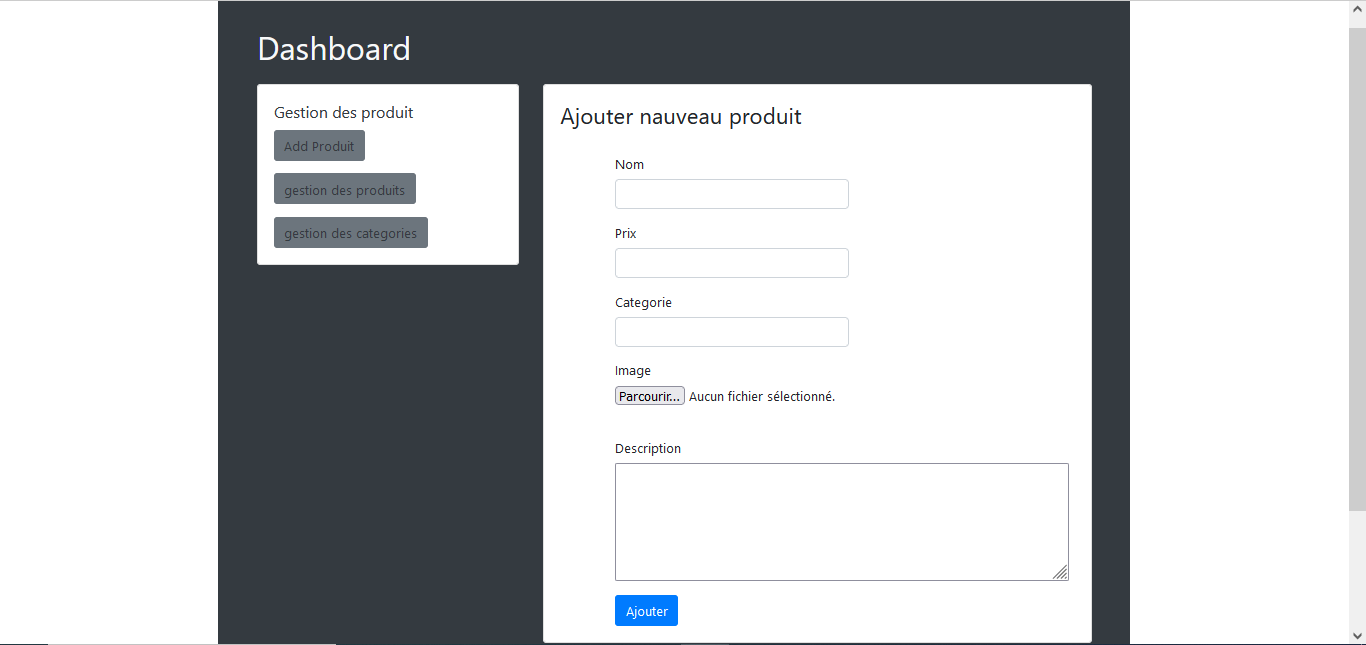 Dashboard
Gestion des produit
Add Produit
gestion des produits
gestion des categories
Ajouter nauveau produit
Nom
Prix
Categorie
Image
Parcourir... Aucun fichier sélectionné.
Description
Ajouter